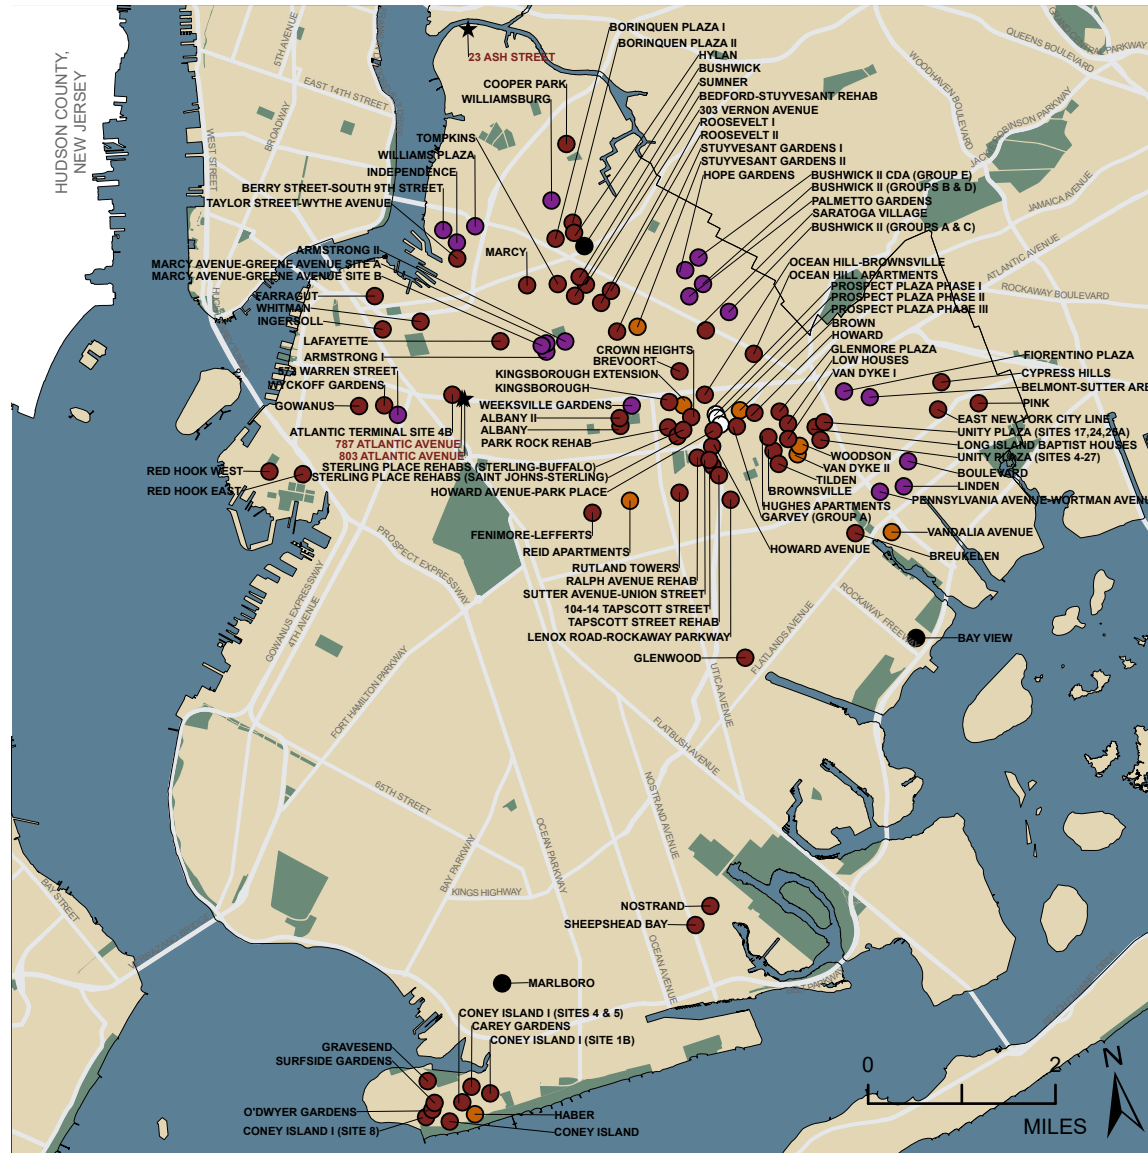 HUDSON COUNTY,
NEW JERSEY
5TH AVENUE
EAST 14TH STREET
BROADWAY
WEST STREET
23 ASH STREET
COOPER PARK
WILLIAMSBURG
TOMPKINS
WILLIAMS PLAZA
INDEPENDENCE
BERRY STREET-SOUTH 9TH STREET
TAYLOR STREET-WYTHE AVENUE
BORINQUEN PLAZA I
BORINQUEN PLAZA II
HYLAN
BUSHWICK
SUMNER
BEDFORD-STUYVESANT REHAB
303 VERNON AVENUE
ROOSEVELT I
ROOSEVELT II
STUYVESANT GARDENS I
STUYVESANT GARDENS II
HOPE GARDENS
BUSHWICK II CDA (GROUP E)
BUSHWICK II (GROUPS B & D)
PALMETTO GARDENS
SARATOGA VILLAGE
BUSHWICK II (GROUPS A & C)
QUEENS BOULEVARD
WOODHAVEN BOULEVARD
JACKIE ROBINSON PARKWAY
JAMAICA AVENUE
ATLANTIC AVENUE
ROCKAWAY BOULEVARD
ARMSTRONG II
MARCY AVENUE-GREENE AVENUE SITE A
MARCY AVENUE-GREENE AVENUE SITE B
MARCY
FARRAGUT
WHITMAN
INGERSOLL
LAFAYETTE
ARMSTRONG I
572 WARREN STREET
WYCKOFF GARDENS
GOWANUS
ATLANTIC TERMINAL SITE 4B
787 ATLANTIC AVENUE
803 ATLANTIC AVENUE
OCEAN HILL-BROWNSVILLE
OCEAN HILL APARTMENTS
PROSPECT PLAZA PHASE I
PROSPECT PLAZA PHASE II
PROSPECT PLAZA PHASE III
BROWN
HOWARD
GLENMORE PLAZA
LOW HOUSES
VAN DYKE I
CROWN HEIGHTS
BREVOORT
KINGSBOROUGH EXTENSION
KINGSBOROUGH
WEEKSVILLE GARDENS
ALBANY II
ALBANY
PARK ROCK REHAB
STERLING PLACE REHABS (STERLING-BUFFALO)
STERLING PLACE REHABS (SAINT JOHNS-STERLING)
HOWARD AVENUE-PARK PLACE
FIORENTINO PLAZA
CYPRESS HILLS
BELMONT-SUTTER ARE
PINK
EAST NEW YORK CITY LINE
UNITY PLAZA (SITES 17,24,25A)
LONG ISLAND BAPTIST HOUSES
UNITY PLAZA (SITES 4-27)
BOULEVARD
LINDEN
PENNSYLVANIA AVENUE-WORTMAN AVENU
WOODSON
VAN DYKE II
TILDEN
BROWNSVILLE
HUGHES APARTMENTS
GARVEY (GROUP A)
HOWARD AVENUE
VANDALIA AVENUE
BREUKELEN
RED HOOK WEST
RED HOOK EAST
FENIMORE-LEFFERTS
REID APARTMENTS
RUTLAND TOWERS
RALPH AVENUE REHAB
SUTTER AVENUE-UNION STREET
104-14 TAPSCOTT STREET
TAPSCOTT STREET REHAB
LENOX ROAD-ROCKAWAY PARKWAY
GLENWOOD
BAY VIEW
PROSPECT EXPRESSWAY
GOWANUS EXPRESSWAY
4TH AVENUE
FORT HAMILTON PARKWAY
65TH STREET
BAY PARKWAY
KINGS HIGHWAY
OCEAN PARKWAY
OCEAN AVENUE
NOSTRAND AVENUE
FLATBUSH AVENUE
UTICA AVENUE
FLATLANDS AVENUE
ROCKAWAY FREEWAY
BAY STREET
NOSTRAND
SHEEPSHEAD BAY
MARLBORO
CONEY ISLAND I (SITES 4 & 5)
CAREY GARDENS
CONEY ISLAND I (SITE 1B)
GRAVESEND
SURFSIDE GARDENS
O'DWYER GARDENS
CONEY ISLAND I (SITE 8)
HABER
CONEY ISLAND
0 2
MILES
N